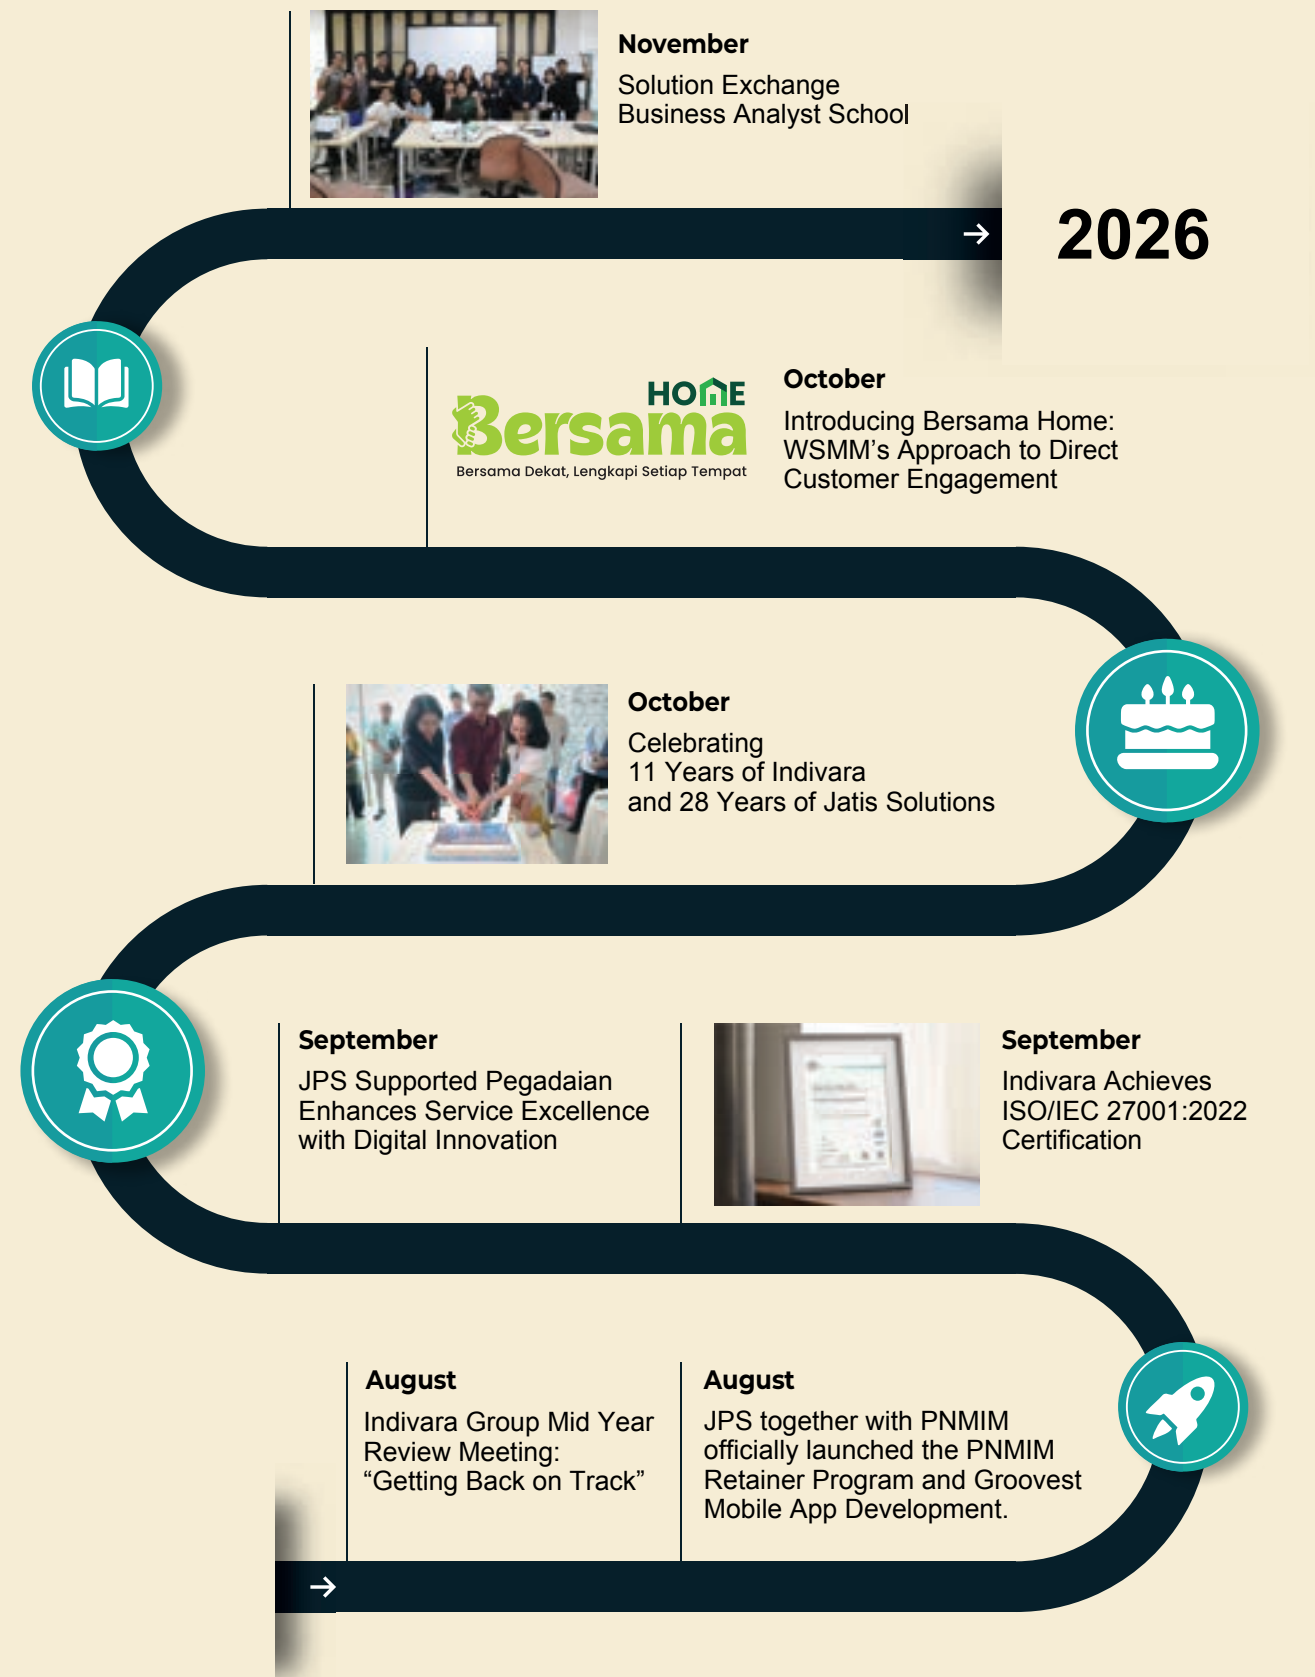 November
Solution Exchange
Business Analyst School
2026
HOME
Bersama
Bersama Dekat, Lengkapi Setiap Tempat
October
Introducing Bersama Home:
WSMM’s Approach to Direct
Customer Engagement
October
Celebrating
11 Years of Indivara
and 28 Years of Jatis Solutions
September
JPS Supported Pegadaian
Enhances Service Excellence
with Digital Innovation
September
Indivara Achieves
ISO/IEC 27001:2022
Certification
August
Indivara Group Mid Year
Review Meeting:
“Getting Back on Track”
August
JPS together with PNMIM
officially launched the PNMIM
Retainer Program and Groovest
Mobile App Development.